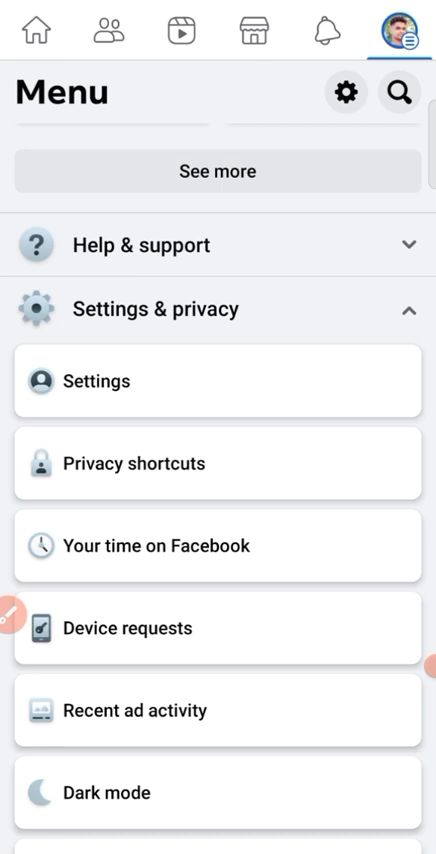 Menu
See more
Help & support
Settings & privacy
Settings
Privacy shortcuts
Your time on Facebook
Device requests
Recent ad activity
Dark mode